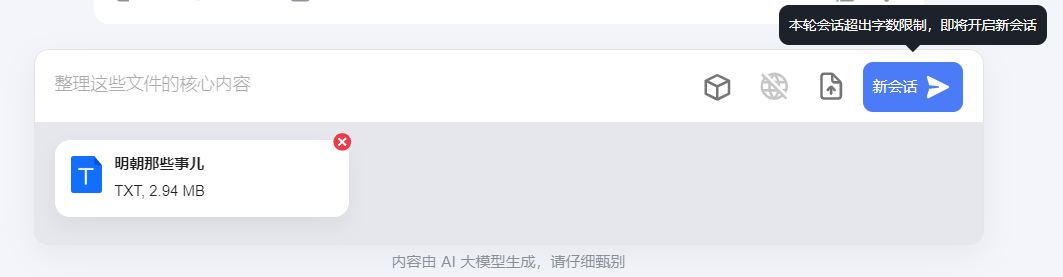 本轮会话超出字数限制，即将开启新会话
整理这些文件的核心内容
新会话
明朝那些事儿
T
TXT, 2.94 MB
内容由 AI 大模型生成，请仔细甄别